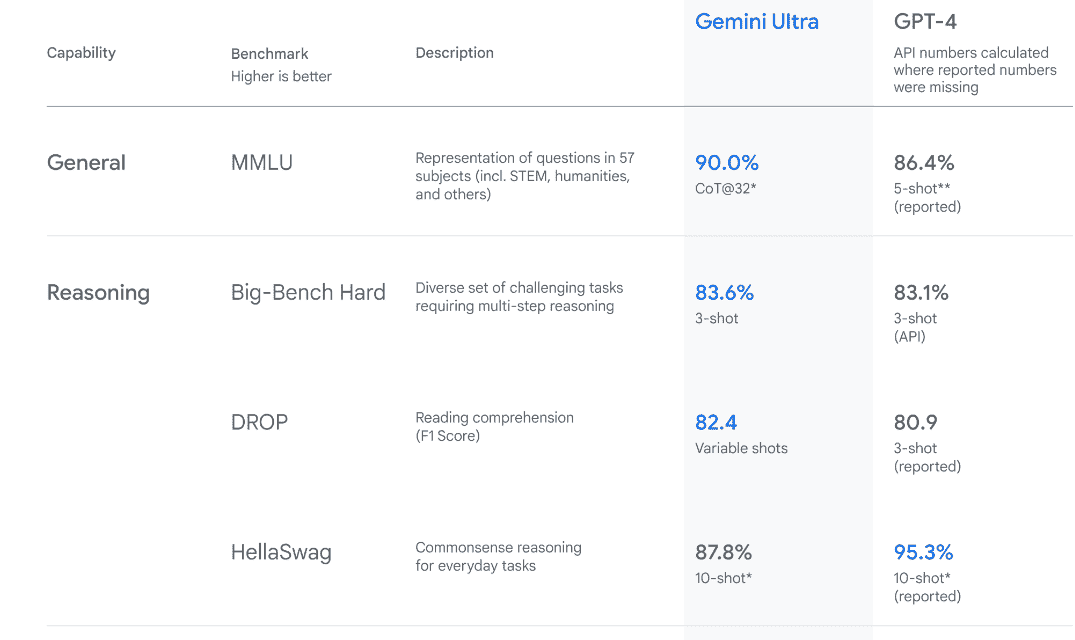 Gemini Ultra
GPT-4
Capability
Benchmark
Higher is better
Description
API numbers calculated
where reported numbers
were missing
General
MMLU
Representation of questions in 57
subjects (incl. STEM, humanities,
and others)
90.0%
CoT@32*
86.4%
5-shot**
(reported)
Reasoning
Big-Bench Hard
Diverse set of challenging tasks
requiring multi-step reasoning
83.6%
3-shot
83.1%
3-shot
(API)
DROP
Reading comprehension
(F1 Score)
82.4
Variable shots
80.9
3-shot
(reported)
HellaSwag
Commonsense reasoning
for everyday tasks
87.8%
10-shot*
95.3%
10-shot*
(reported)